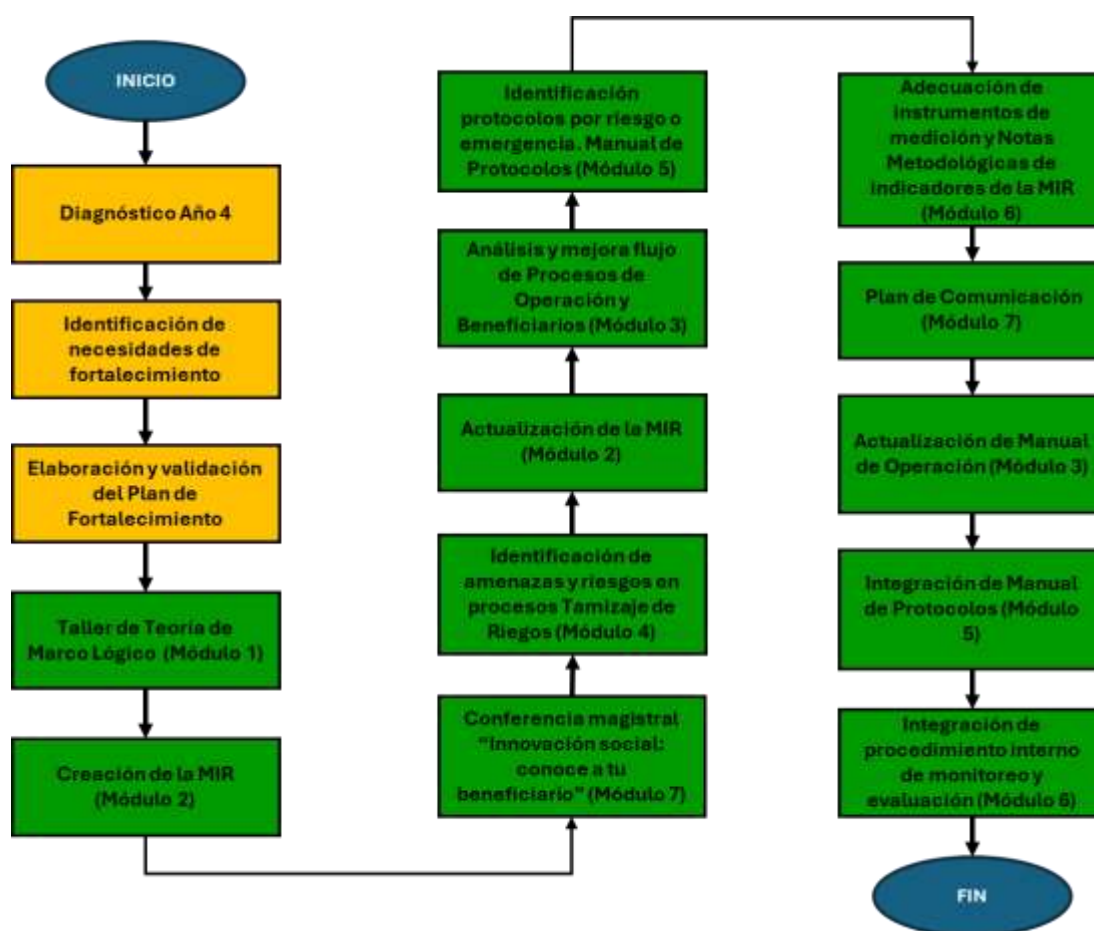 INICIO
Diagnóstico Año 4
Identificación de
necesidades de
fortalecimiento
Elaboración y validación
del Plan de
Fortalecimiento
Taller de Teoría de
Marco Lógico (Módulo 1)
Creación de la MIR
(Módulo 2)
Conferencia magistral
“Innovación social:
conoce a tu
beneficiario” (Módulo 7)
Identificación de
amenazas y riesgos en
procesos Tamizaje de
Riegos (Módulo 4)
Actualización de la MIR
(Módulo 2)
Análisis y mejora flujo
de Procesos de
Operación y
Beneficiarios (Módulo 3)
Identificación
protocolos por riesgo o
emergencia. Manual de
Protocolos (Módulo 5)
Adecuación de
instrumentos de
medición y Notas
Metodológicas de
indicadores de la MIR
(Módulo 6)
Plan de Comunicación
(Módulo 7)
Actualización de Manual
de Operación (Módulo 3)
Integración de Manual
de Protocolos (Módulo
5)
Integración de
procedimiento interno
de monitoreo y
evaluación (Módulo 6)
FIN